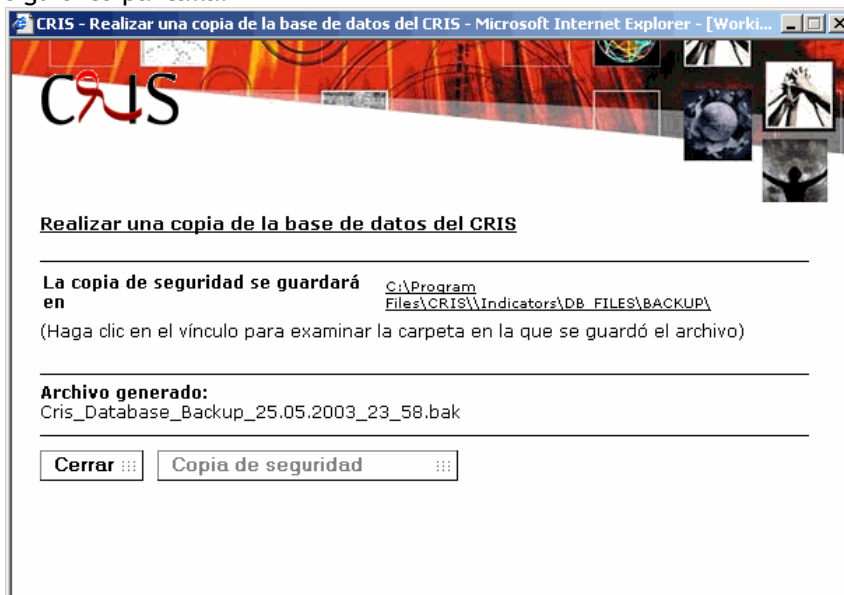 CRIS - Realizar una copia de la base de datos del CRIS - Microsoft Internet Explorer - [Worki...
CRIS
Realizar una copia de la base de datos del CRIS
La copia de seguridad se guardará
en
C:\Program
Files\CRIS\\Indicators\DB_FILES\BACKUP\
(Haga clic en el vínculo para examinar la carpeta en la que se guardó el archivo)
Archivo generado:
Cris_Database_Backup_25.05.2003_23_58.bak
Cerrar
Copia de seguridad